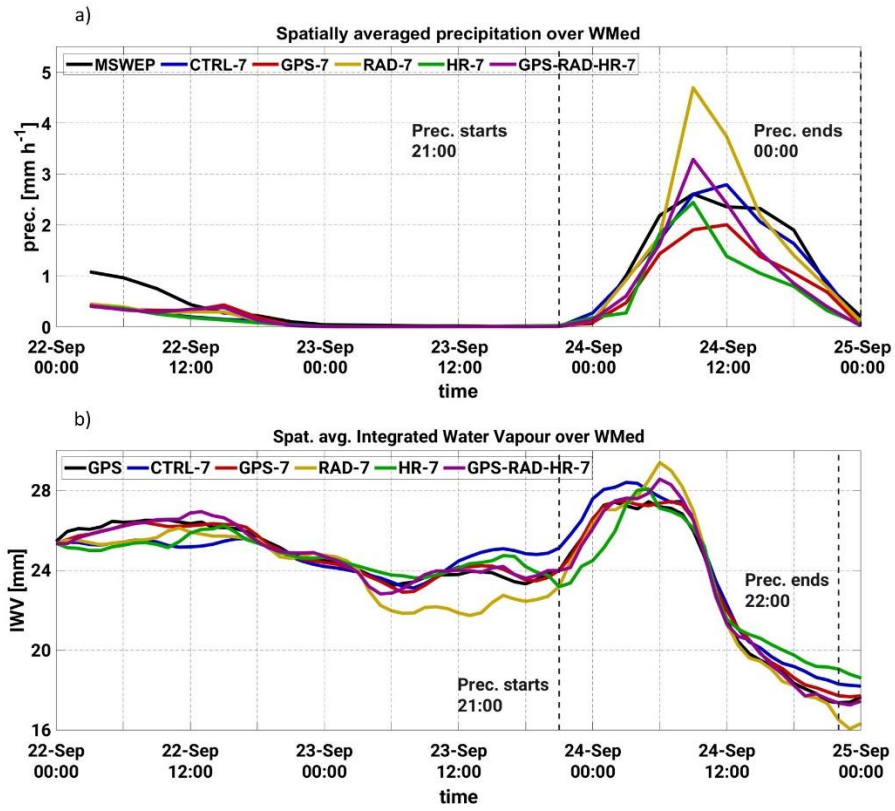 a)
Spatially averaged precipitation over WMed
MSWEP CTRL-7 GPS-7 RAD-7 HR-7 GPS-RAD-HR-7
5
4
3
2
1
0
prec. [mm h⁻¹]
Prec. starts
21:00
Prec. ends
00:00
22-Sep 22-Sep 23-Sep 23-Sep 24-Sep 24-Sep 25-Sep
00:00 12:00 00:00 12:00 00:00 12:00 00:00
time
b)
Spat. avg. Integrated Water Vapour over WMed
GPS CTRL-7 GPS-7 RAD-7 HR-7 GPS-RAD-HR-7
28
24
20
16
IWV [mm]
Prec. ends
22:00
Prec. starts
21:00
22-Sep 22-Sep 23-Sep 23-Sep 24-Sep 24-Sep 25-Sep
00:00 12:00 00:00 12:00 00:00 12:00 00:00
time